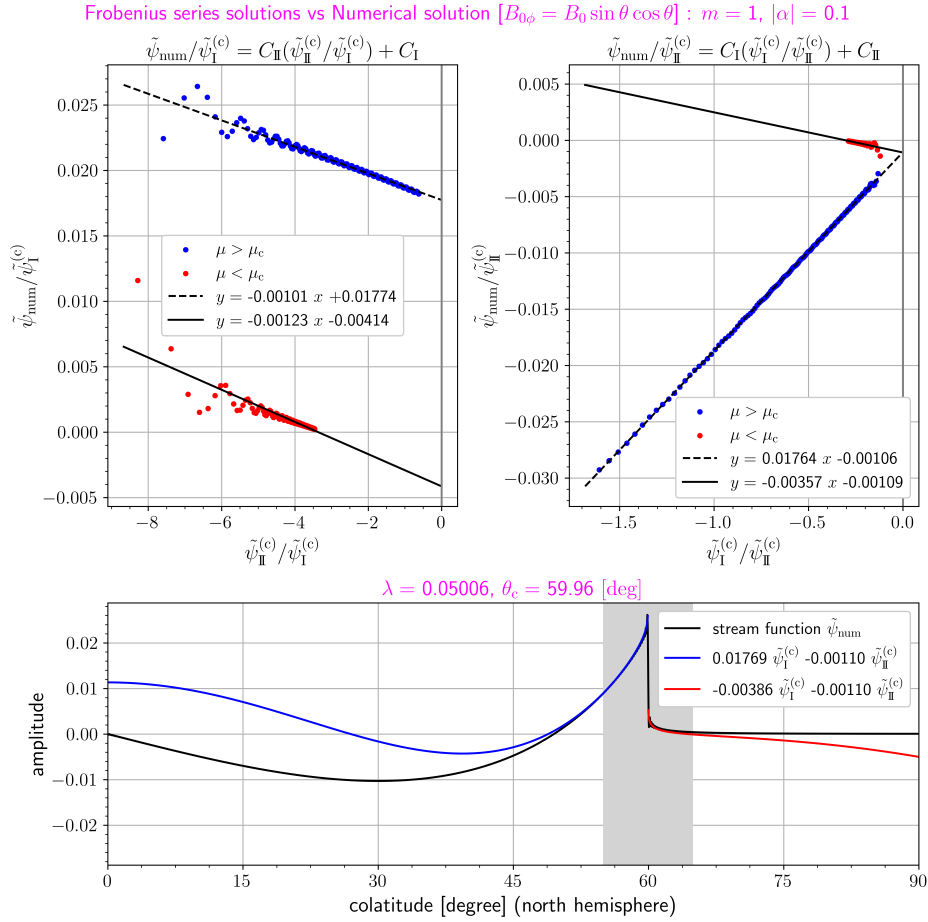 Frobenius series solutions vs Numerical solution [B₀ϕ = B₀ sin θ cos θ] : m = 1, |α| = 0.1
ψ̃num/ψ̃I(c) = CII(ψ̃II(c)/ψ̃I(c)) + CI
0.025
0.020
0.015
0.010
0.005
0.000
−0.005
ψ̃num/ψ̃I(c)
μ > μc
μ < μc
y = -0.00101 x +0.01774
y = -0.00123 x -0.00414
−8 −6 −4 −2 0
ψ̃II(c)/ψ̃I(c)
ψ̃num/ψ̃II(c) = CI(ψ̃I(c)/ψ̃II(c)) + CII
0.005
0.000
−0.005
−0.010
−0.015
−0.020
−0.025
−0.030
ψ̃num/ψ̃II(c)
μ > μc
μ < μc
y = 0.01764 x -0.00106
y = -0.00357 x -0.00109
−1.5 −1.0 −0.5 0.0
ψ̃I(c)/ψ̃II(c)
λ = 0.05006, θc = 59.96 [deg]
0.02
0.01
0.00
−0.01
−0.02
amplitude
stream function ψ̃num
0.01769 ψ̃I(c) -0.00110 ψ̃II(c)
-0.00386 ψ̃I(c) -0.00110 ψ̃II(c)
0 15 30 45 60 75 90
colatitude [degree] (north hemisphere)